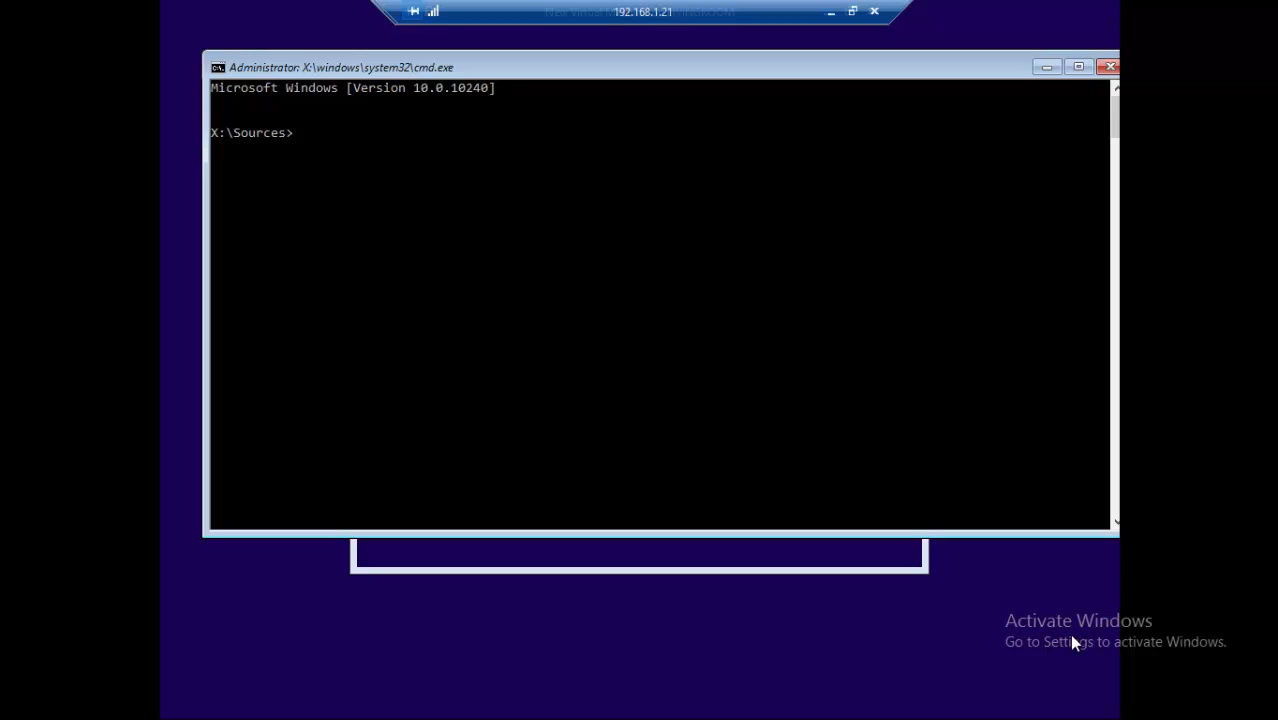 192.168.1.21
Administrator: X:\windows\system32\cmd.exe
Microsoft Windows [Version 10.0.10240]
X:\Sources>
Activate Windows
Go to Settings to activate Windows.